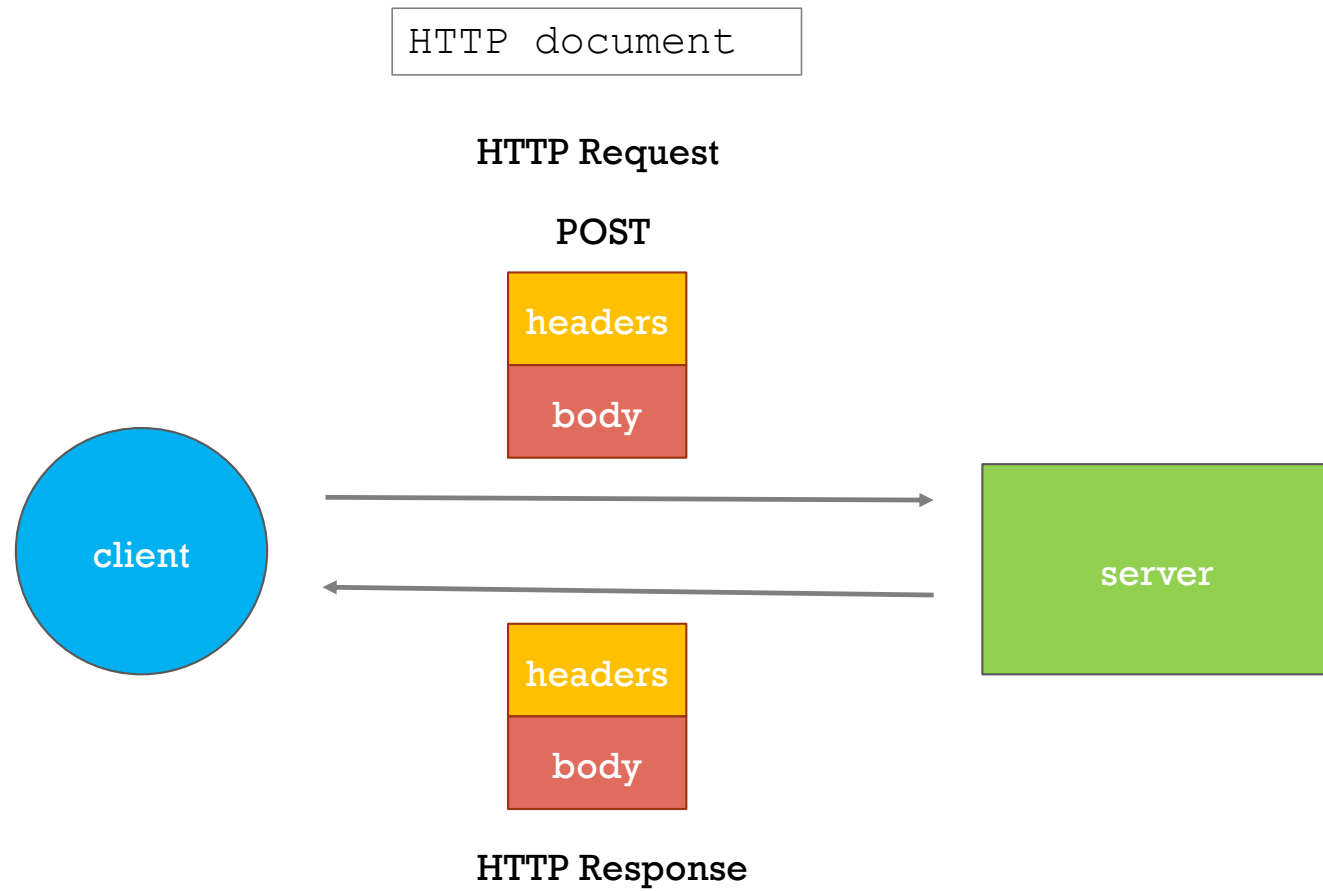 HTTP document
HTTP Request
POST
headers
body
client
server
headers
body
HTTP Response